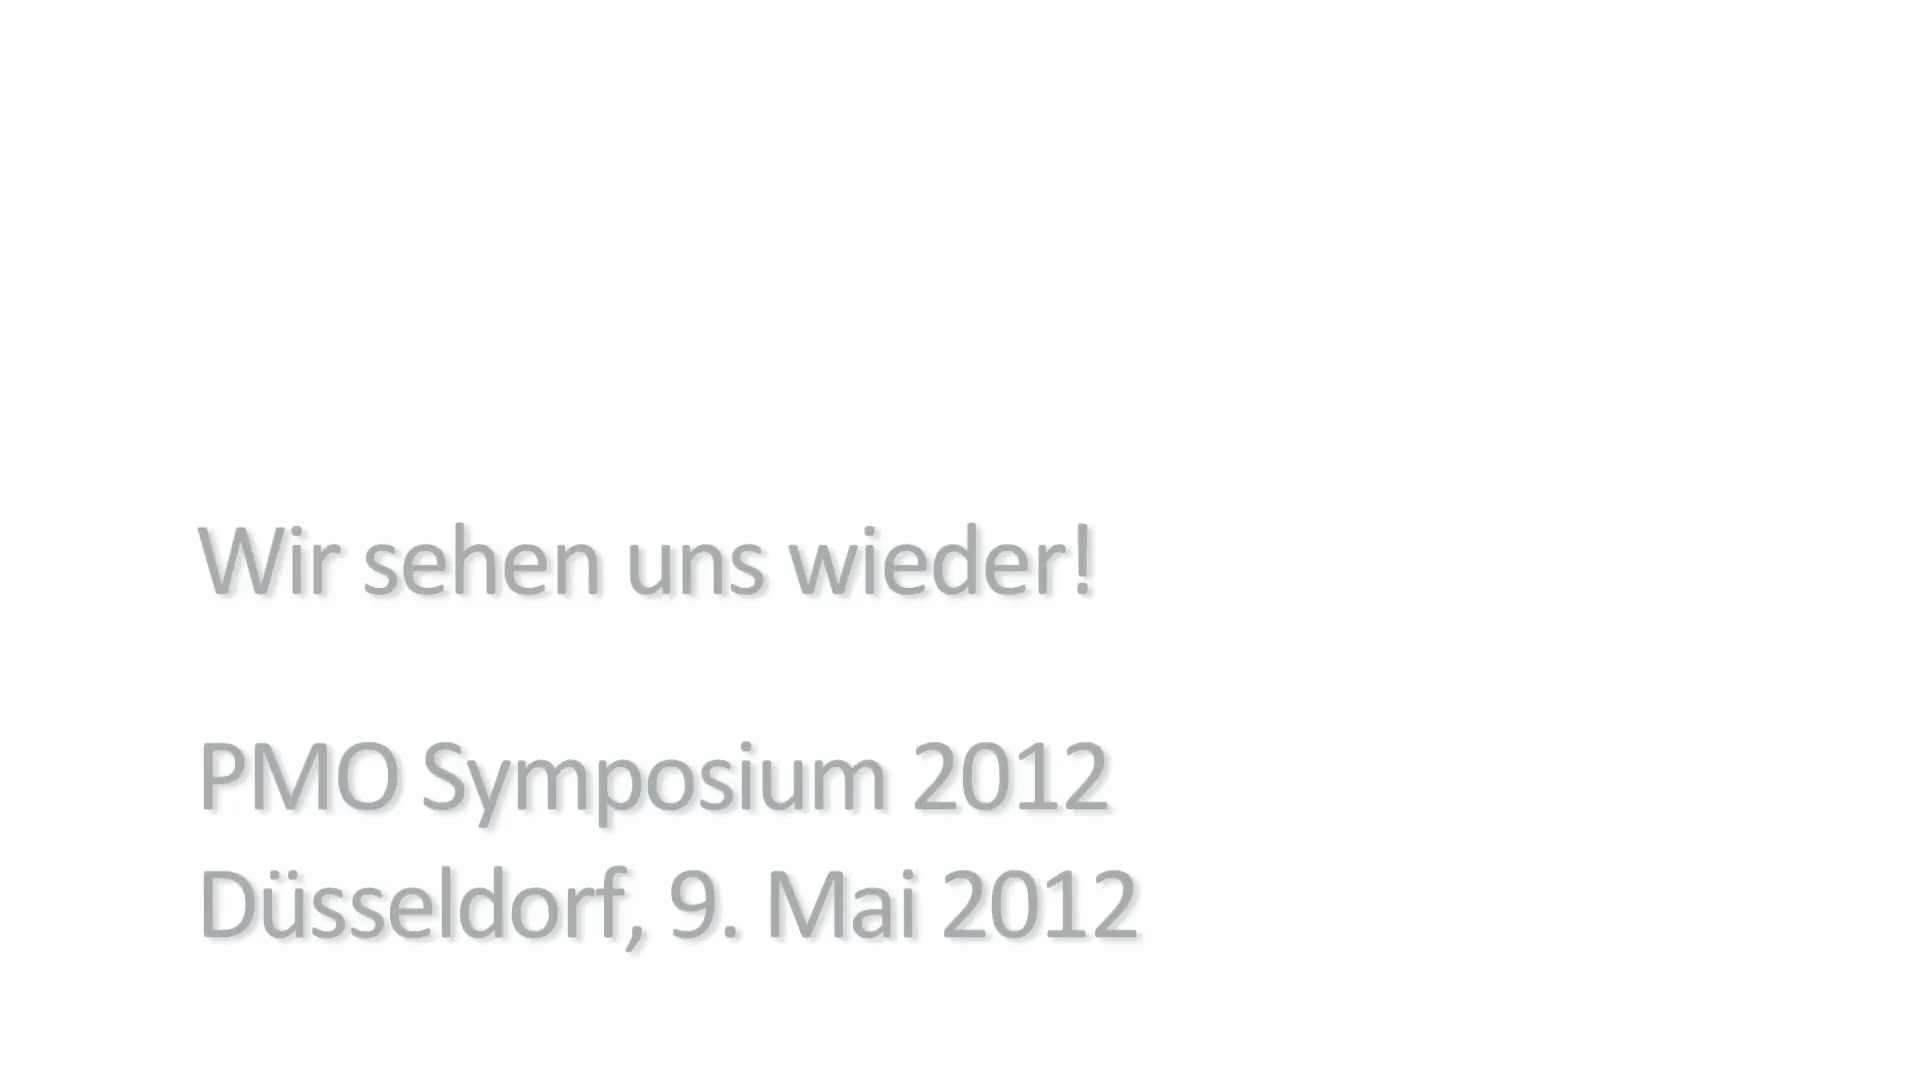 Wir sehen uns wieder!
PMO Symposium 2012
Düsseldorf, 9. Mai 2012